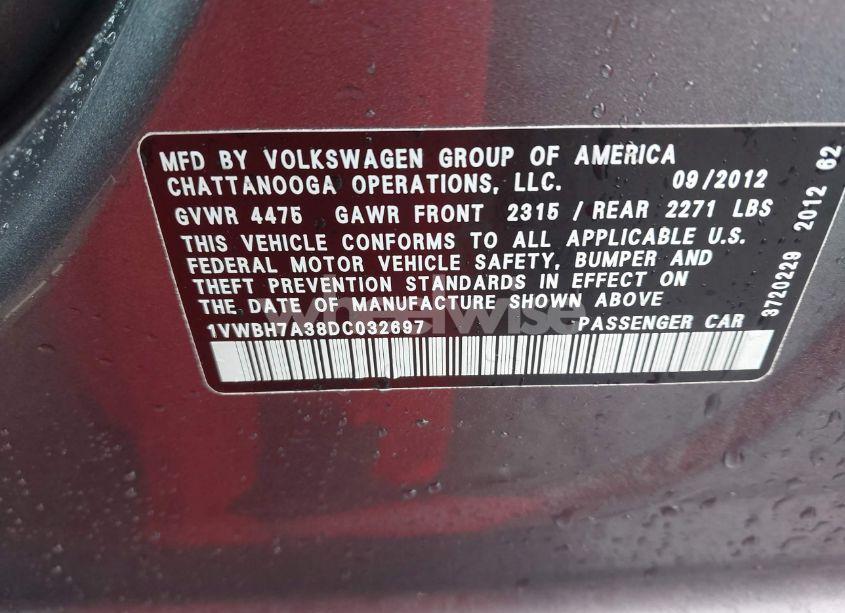 MFD BY VOLKSWAGEN GROUP OF AMERICA
CHATTANOOGA OPERATIONS, LLC. 09/2012
GVWR 4475 GAWR FRONT 2315 / REAR 2271 LBS
THIS VEHICLE CONFORMS TO ALL APPLICABLE U.S.
FEDERAL MOTOR VEHICLE SAFETY, BUMPER AND
THEFT PREVENTION STANDARDS IN EFFECT ON
THE DATE OF MANUFACTURE SHOWN ABOVE
1VWBH7A38DC032697 PASSENGER CAR
3720229 2012 62
wheelwise